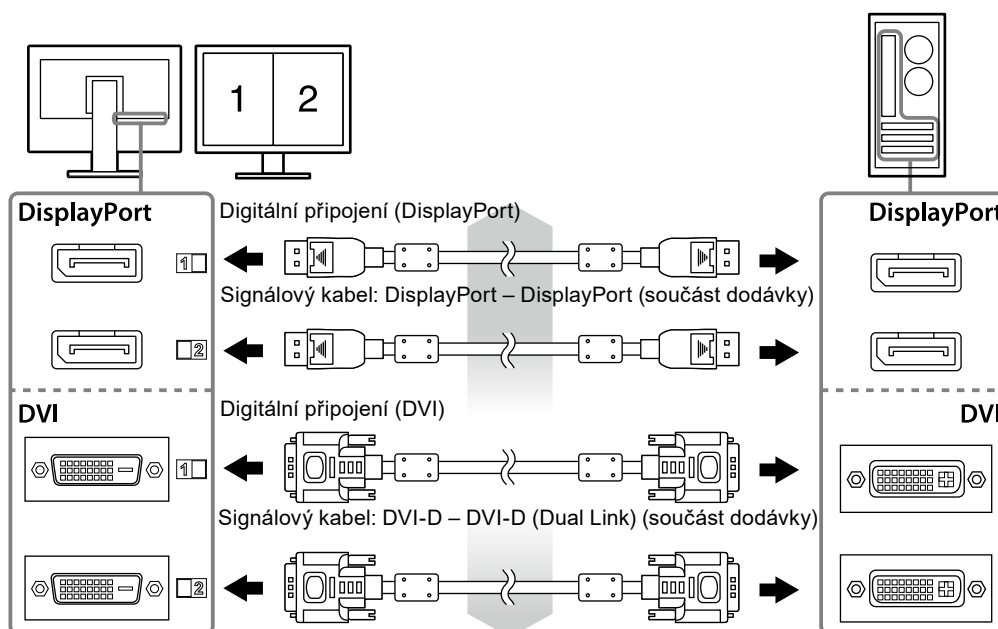 1 2
DisplayPort
Digitální připojení (DisplayPort)
DisplayPort
1
Signálový kabel: DisplayPort – DisplayPort (součást dodávky)
2
DVI
Digitální připojení (DVI)
DVI
1
Signálový kabel: DVI-D – DVI-D (Dual Link) (součást dodávky)
2